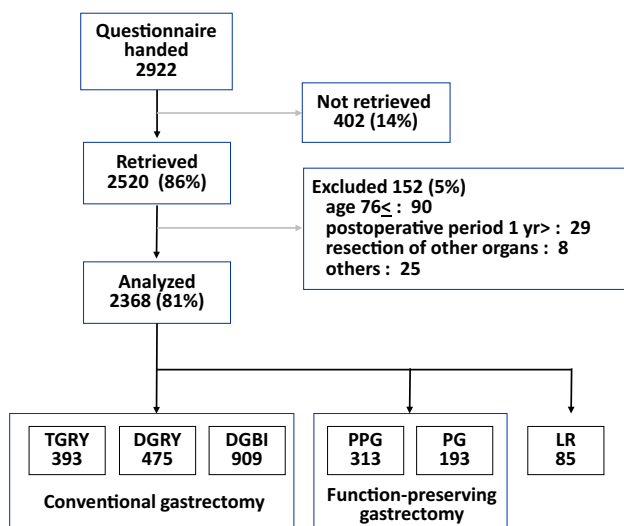 Questionnaire
handed
2922
Not retrieved
402 (14%)
Retrieved
2520 (86%)
Excluded 152 (5%)
age 76≤ : 90
postoperative period 1 yr> : 29
resection of other organs : 8
others : 25
Analyzed
2368 (81%)
TGRY
393
DGRY
475
DGBI
909
Conventional gastrectomy
PPG
313
PG
193
Function-preserving
gastrectomy
LR
85